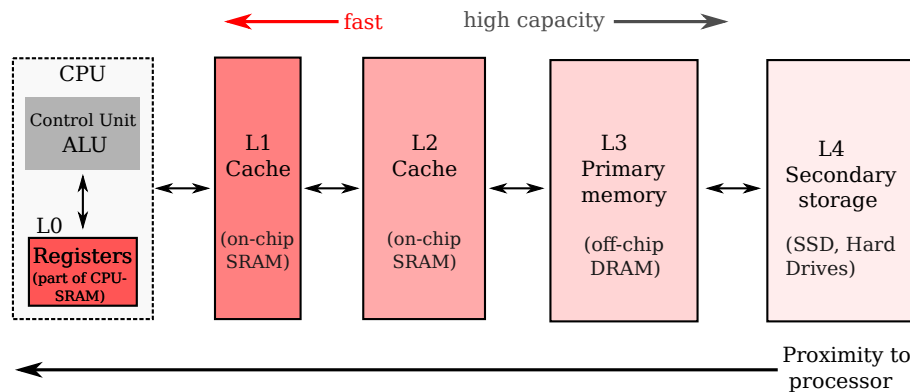 fast
high capacity
CPU
Control Unit
ALU
L0
Registers
(part of CPU-
SRAM)
L1
Cache
(on-chip
SRAM)
L2
Cache
(on-chip
SRAM)
L3
Primary
memory
(off-chip
DRAM)
L4
Secondary
storage
(SSD, Hard
Drives)
Proximity to
processor